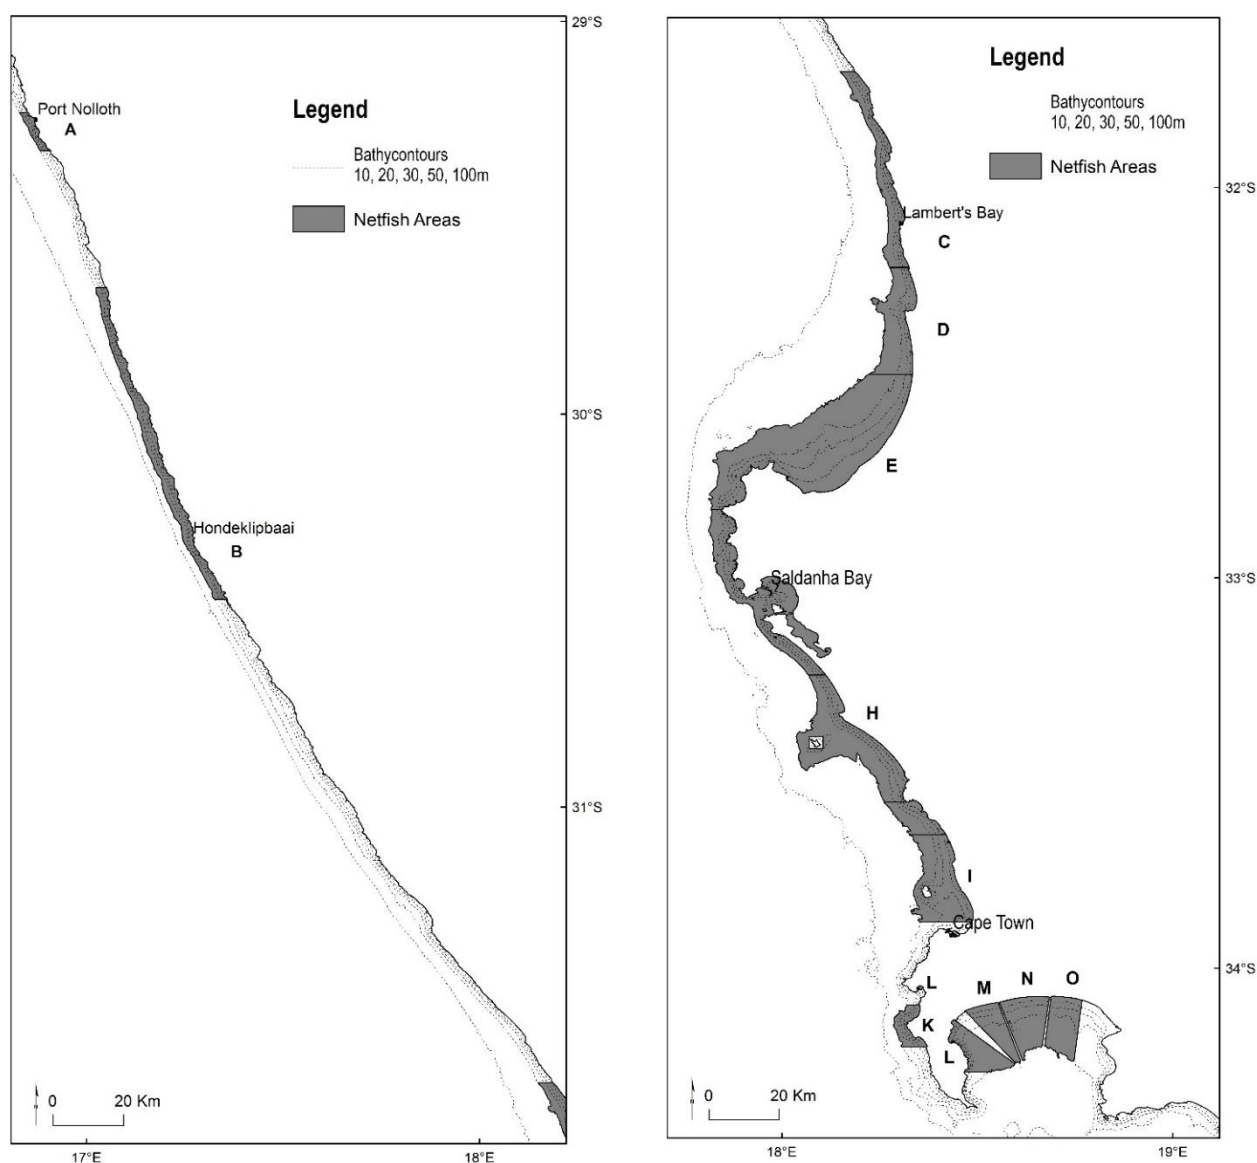 29°S
Port Nolloth
A
Legend
Bathycontours
10, 20, 30, 50, 100m
Netfish Areas
30°S
Hondeklipbaai
B
31°S
0 20 Km
17°E 18°E
Legend
Bathycontours
10, 20, 30, 50, 100m
Netfish Areas
32°S
Lambert's Bay
C
D
E
33°S
Saldanha Bay
H
I
Cape Town
34°S
L M N O
K
L
0 20 Km
18°E 19°E